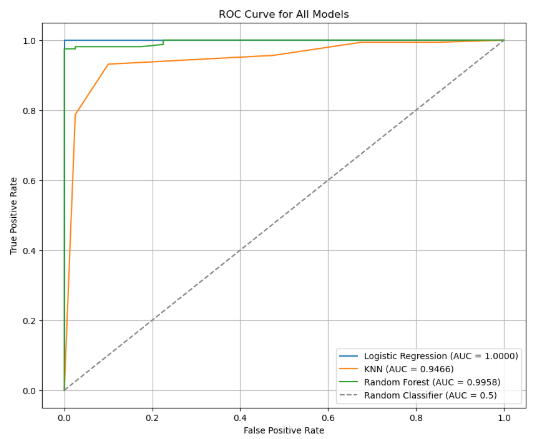 ROC Curve for All Models
True Positive Rate
1.0
0.8
0.6
0.4
0.2
0.0
Logistic Regression (AUC = 1.0000)
KNN (AUC = 0.9466)
Random Forest (AUC = 0.9958)
Random Classifier (AUC = 0.5)
0.0 0.2 0.4 0.6 0.8 1.0
False Positive Rate